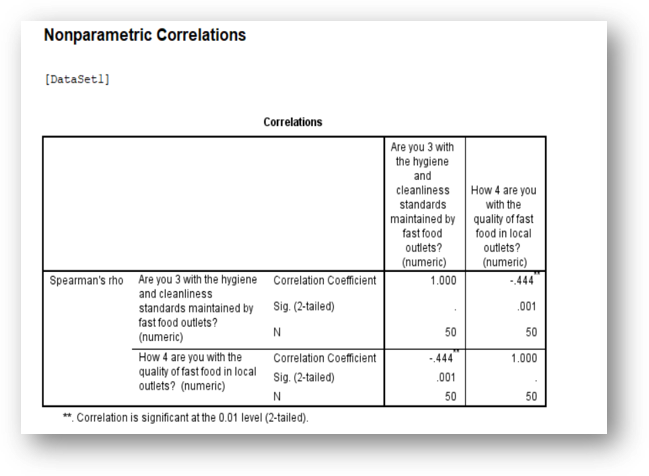 Nonparametric Correlations
[DataSet1]
Correlations
Are you 3 with
the hygiene
and
cleanliness
standards
maintained by
fast food
outlets?
(numeric)
How 4 are you
with the
quality of fast
food in local
outlets?
(numeric)
Spearman's rho
Are you 3 with the hygiene
and cleanliness
standards maintained by
fast food outlets?
(numeric)
Correlation Coefficient
1.000
-.444**
Sig. (2-tailed)
.
.001
N
50
50
How 4 are you with the
quality of fast food in local
outlets? (numeric)
Correlation Coefficient
-.444**
1.000
Sig. (2-tailed)
.001
.
N
50
50
**. Correlation is significant at the 0.01 level (2-tailed).